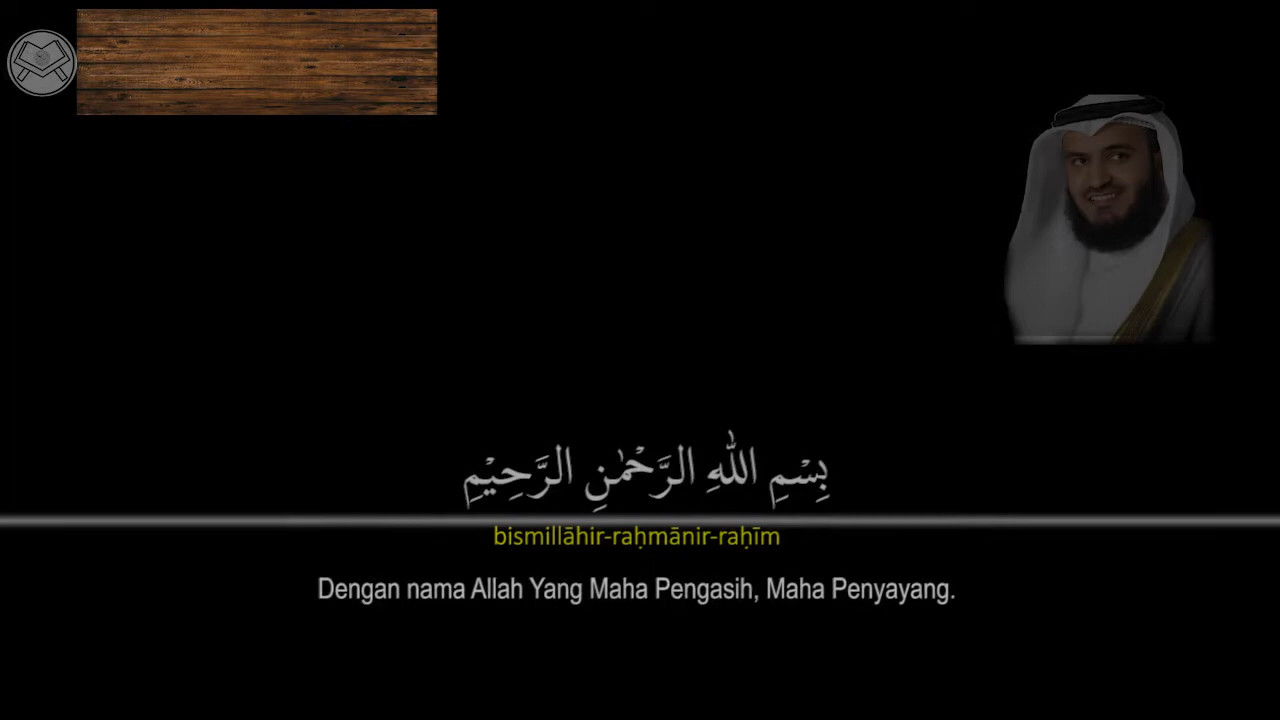 بِسْمِ اللّٰهِ الرَّحْمٰنِ الرَّحِيْمِ
bismillāhir-raḥmānir-raḥīm
Dengan nama Allah Yang Maha Pengasih, Maha Penyayang.